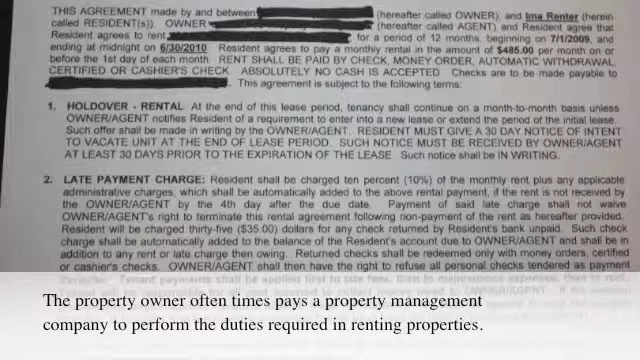 THIS AGREEMENT made by and between (hereafter called OWNER), and Ima Renter (herein
called RESIDENT(s)). OWNER (hereafter called AGENT) and Resident agree that
Resident agrees to rent for a period of 12 months, beginning on 7/1/2009, and
ending at midnight on 6/30/2010 Resident agrees to pay a monthly rental in the amount of $485.00 per month on or
before the 1st day of each month. RENT SHALL BE PAID BY CHECK, MONEY ORDER, AUTOMATIC WITHDRAWAL,
CERTIFIED OR CASHIER'S CHECK. ABSOLUTELY NO CASH IS ACCEPTED Checks are to be made payable to
This agreement is subject to the following terms:
1. HOLDOVER - RENTAL At the end of this lease period, tenancy shall continue on a month-to-month basis unless
OWNER/AGENT notifies Resident of a requirement to enter into a new lease or extend the period of the initial lease.
Such offer shall be made in writing by the OWNER/AGENT. RESIDENT MUST GIVE A 30 DAY NOTICE OF INTENT
TO VACATE UNIT AT THE END OF LEASE PERIOD. SUCH NOTICE MUST BE RECEIVED BY OWNER/AGENT
AT LEAST 30 DAYS PRIOR TO THE EXPIRATION OF THE LEASE Such notice shall be IN WRITING.
2. LATE PAYMENT CHARGE: Resident shall be charged ten percent (10%) of the monthly rent plus any applicable
administrative charges, which shall be automatically added to the above rental payment, if the rent is not received by
the OWNER/AGENT by the 4th day after the due date. Payment of said late charge shall not waive
OWNER/AGENT's right to terminate this rental agreement following non-payment of the rent as hereafter provided.
Resident will be charged thirty-five ($35.00) dollars for any check returned by Resident's bank unpaid. Such check
charge shall be automatically added to the balance of the Resident's account due to OWNER/AGENT and shall be in
addition to any rent or late charge then owing. Returned checks shall be redeemed only with money orders, certified
or cashier's checks. OWNER/AGENT shall then have the right to refuse all personal checks tendered as payment
The property owner often times pays a property management
company to perform the duties required in renting properties.